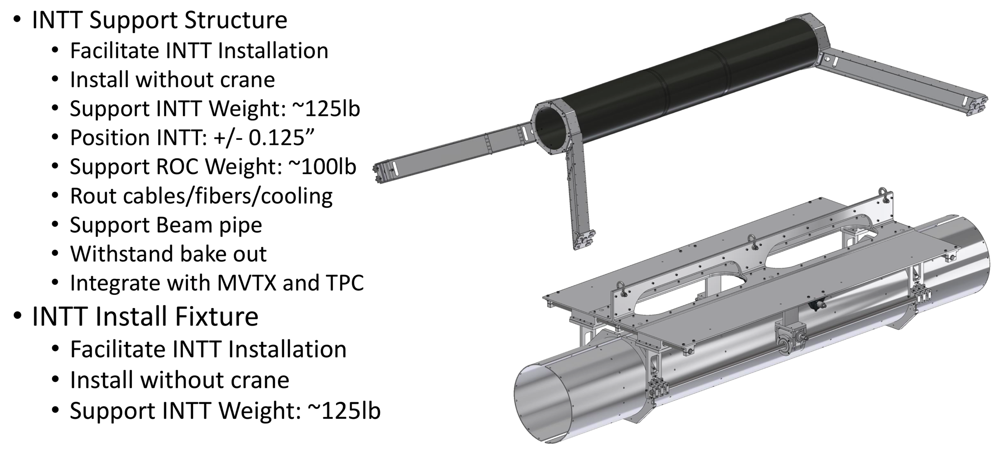 • INTT Support Structure
• Facilitate INTT Installation
• Install without crane
• Support INTT Weight: ~125lb
• Position INTT: +/- 0.125”
• Support ROC Weight: ~100lb
• Rout cables/fibers/cooling
• Support Beam pipe
• Withstand bake out
• Integrate with MVTX and TPC
• INTT Install Fixture
• Facilitate INTT Installation
• Install without crane
• Support INTT Weight: ~125lb